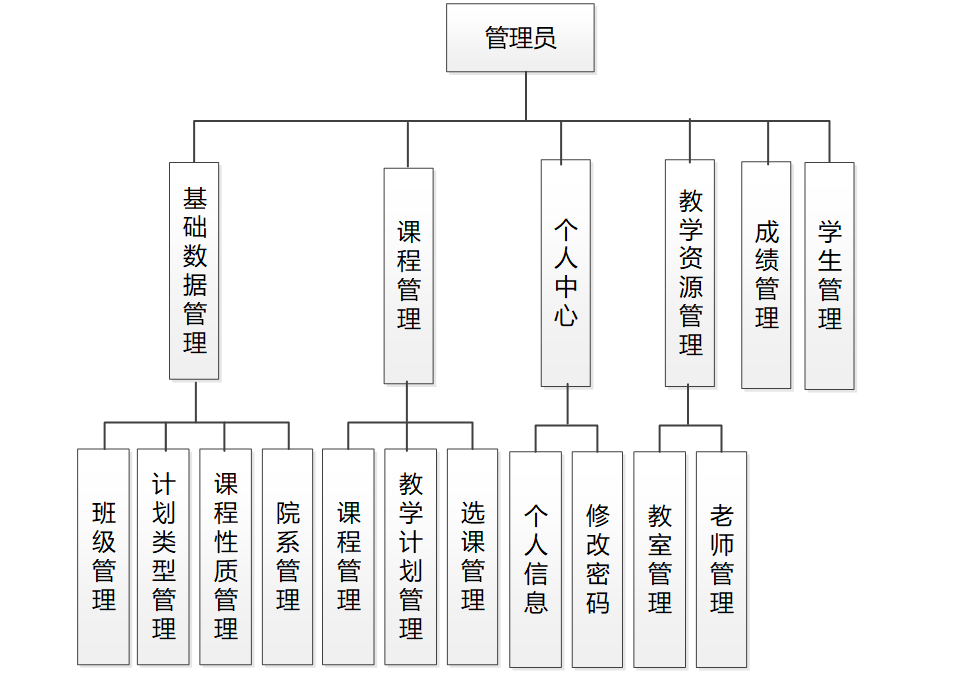 管理员
基础数据管理
课程管理
个人中心
教学资源管理
成绩管理
学生管理
班级管理
计划类型管理
课程性质管理
院系管理
课程管理
教学计划管理
选课管理
个人信息
修改密码
教室管理
老师管理